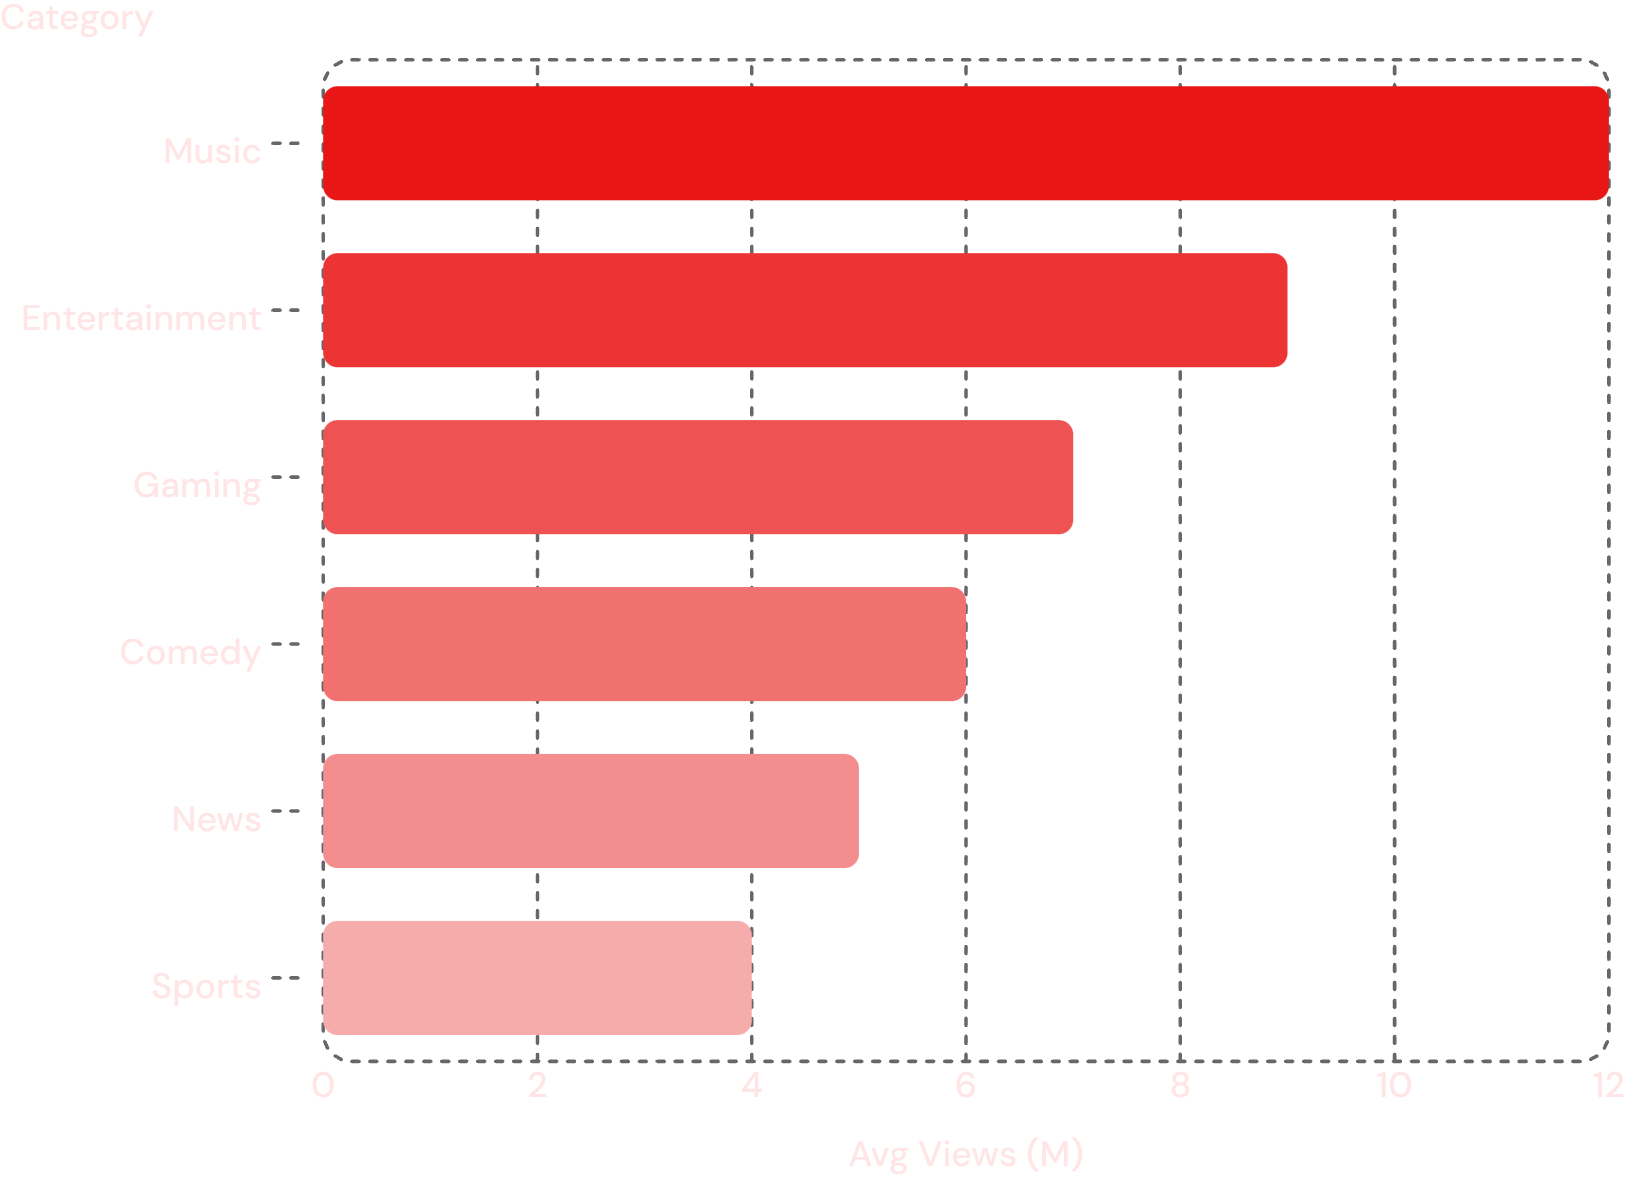 Category
Music
Entertainment
Gaming
Comedy
News
Sports
0 2 4 6 8 10 12
Avg Views (M)